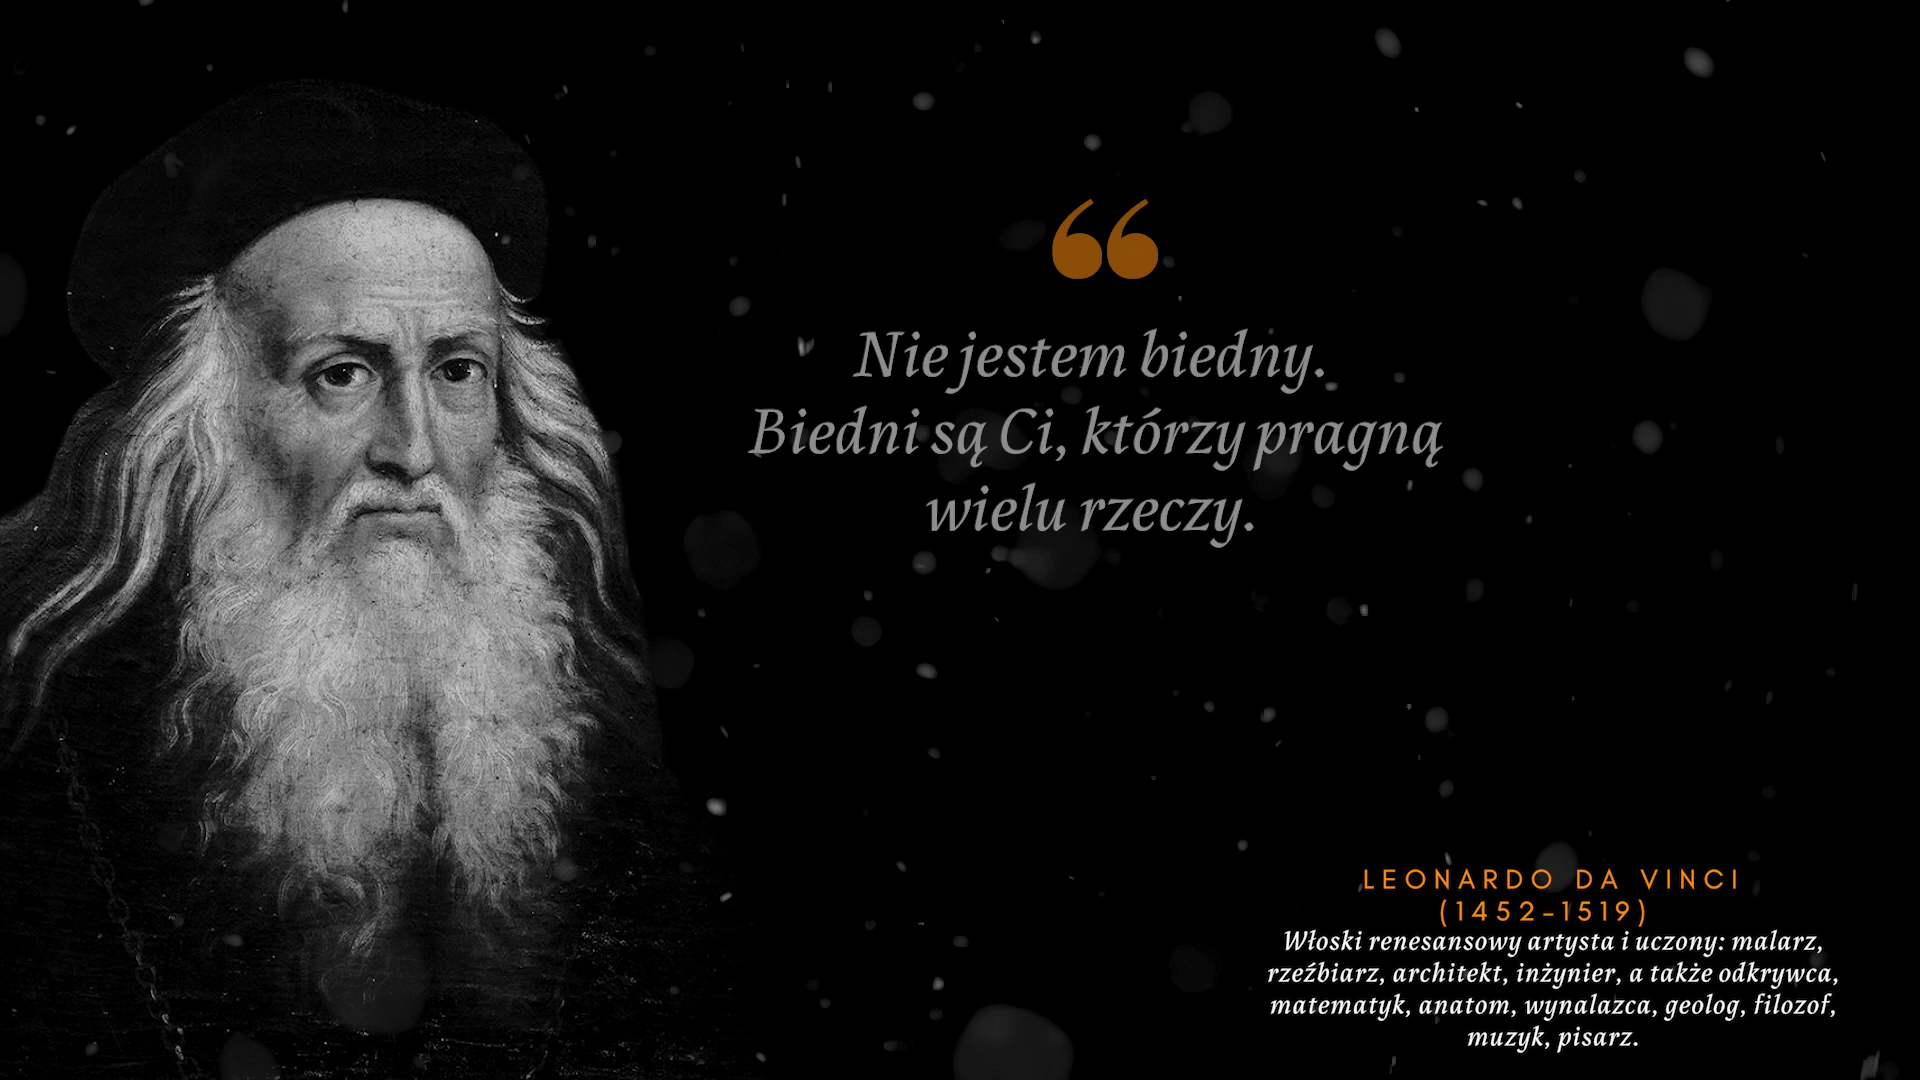 “
Nie jestem biedny.
Biedni są Ci, którzy pragną
wielu rzeczy.
LEONARDO DA VINCI
(1452-1519)
Włoski renesansowy artysta i uczony: malarz,
rzeźbiarz, architekt, inżynier, a także odkrywca,
matematyk, anatom, wynalazca, geolog, filozof,
muzyk, pisarz.